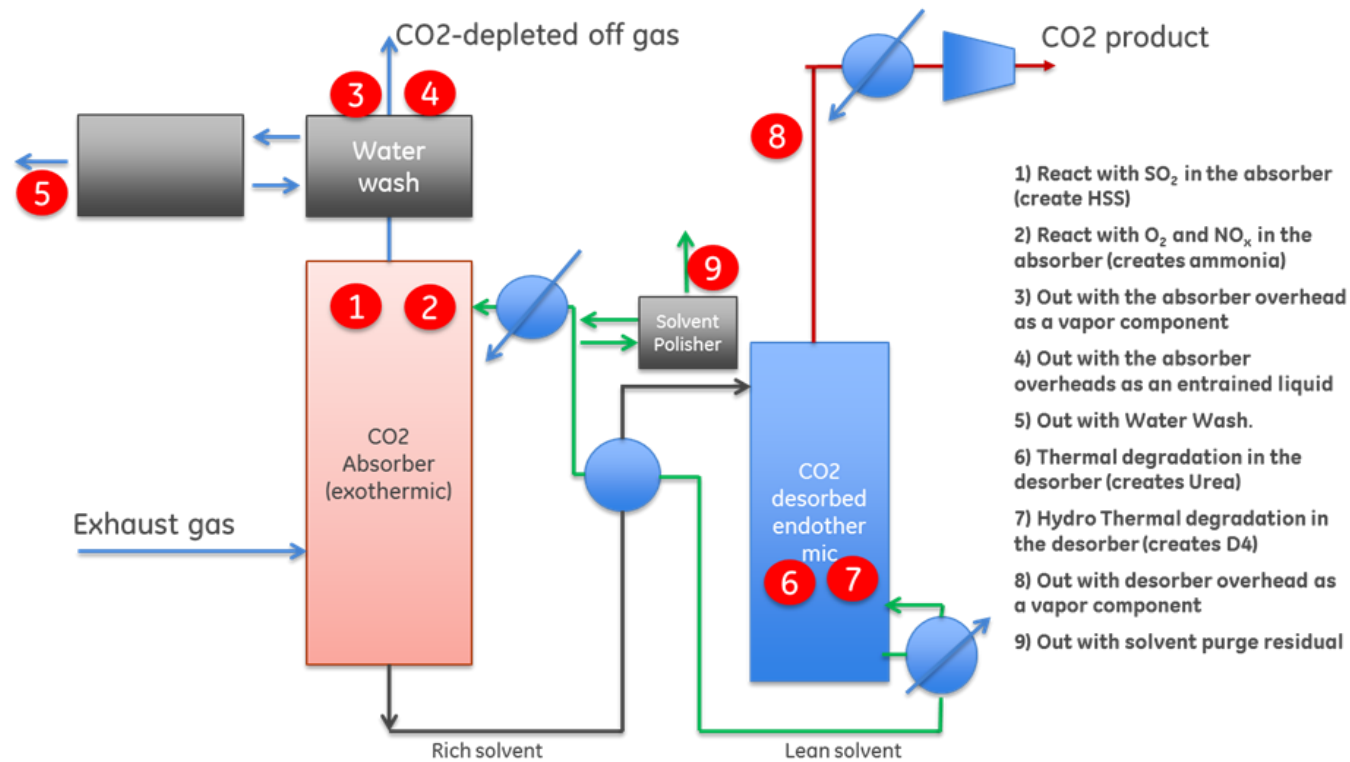 CO2-depleted off gas
CO2 product
3
4
8
Water
wash
5
1) React with SO₂ in the absorber
(create HSS)
2) React with O₂ and NOₓ in the
absorber (creates ammonia)
3) Out with the absorber overhead
as a vapor component
4) Out with the absorber
overheads as an entrained liquid
5) Out with Water Wash.
6) Thermal degradation in the
desorber (creates Urea)
7) Hydro Thermal degradation in
the desorber (creates D4)
8) Out with desorber overhead as
a vapor component
9) Out with solvent purge residual
9
1
2
Solvent
Polisher
CO2
Absorber
(exothermic)
CO2
desorbed
endother
mic
Exhaust gas
6
7
Rich solvent
Lean solvent